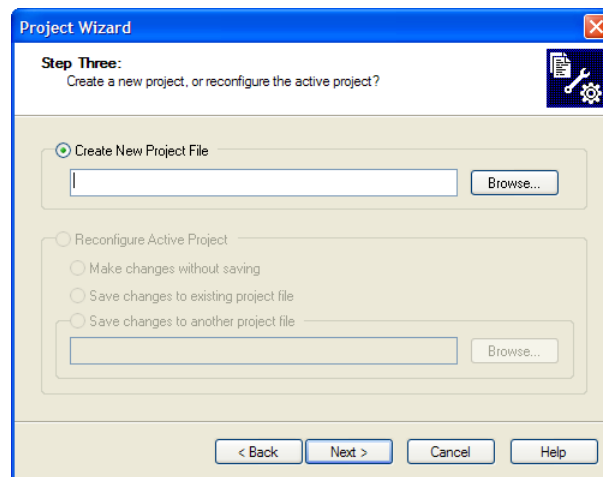 Project Wizard
Step Three:
Create a new project, or reconfigure the active project?
Create New Project File
Browse...
Reconfigure Active Project
Make changes without saving
Save changes to existing project file
Save changes to another project file
Browse...
< Back Next > Cancel Help